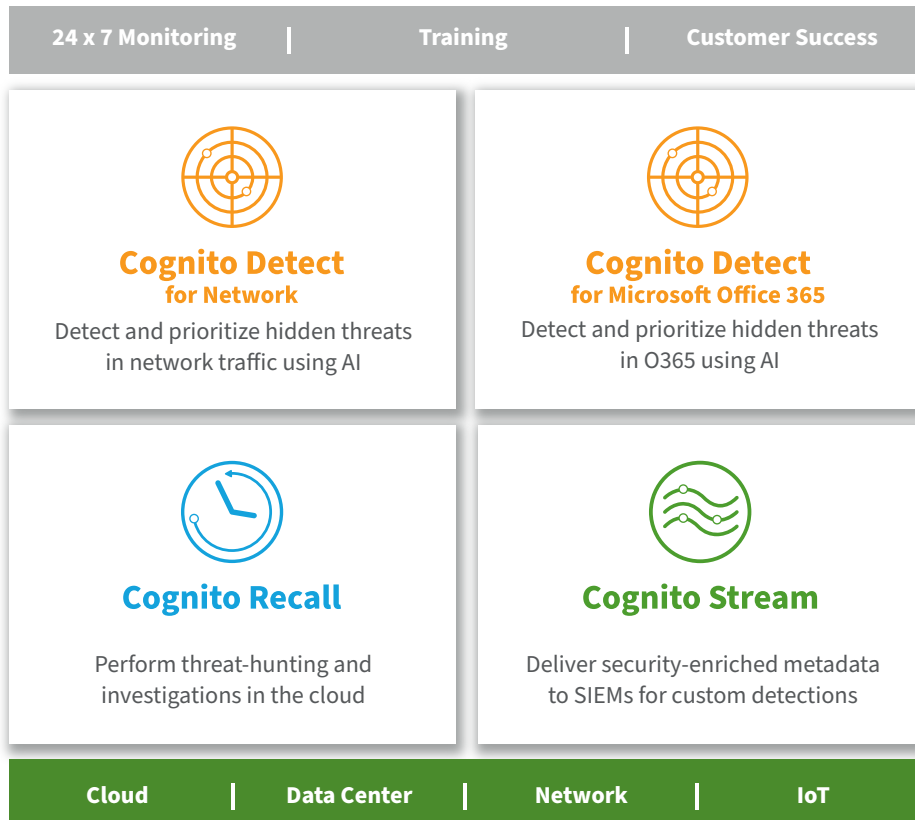 24 x 7 Monitoring | Training | Customer Success
Cognito Detect
for Network
Detect and prioritize hidden threats
in network traffic using AI
Cognito Detect
for Microsoft Office 365
Detect and prioritize hidden threats
in O365 using AI
Cognito Recall
Perform threat-hunting and
investigations in the cloud
Cognito Stream
Deliver security-enriched metadata
to SIEMs for custom detections
Cloud | Data Center | Network | IoT